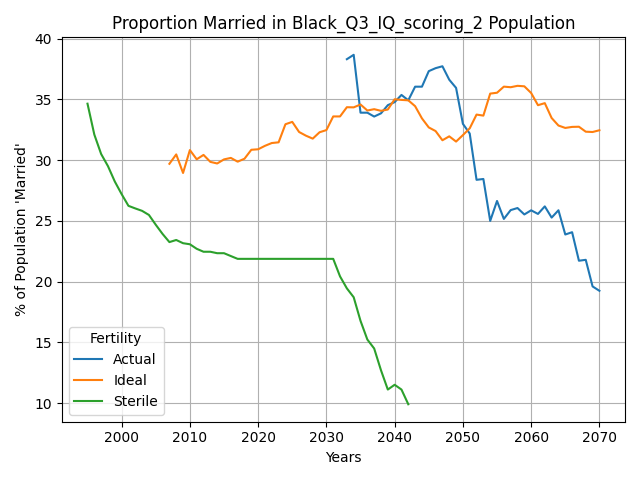 Proportion Married in Black_Q3_IQ_scoring_2 Population
% of Population 'Married'
40
35
30
25
20
15
10
Fertility
Actual
Ideal
Sterile
2000 2010 2020 2030 2040 2050 2060 2070
Years